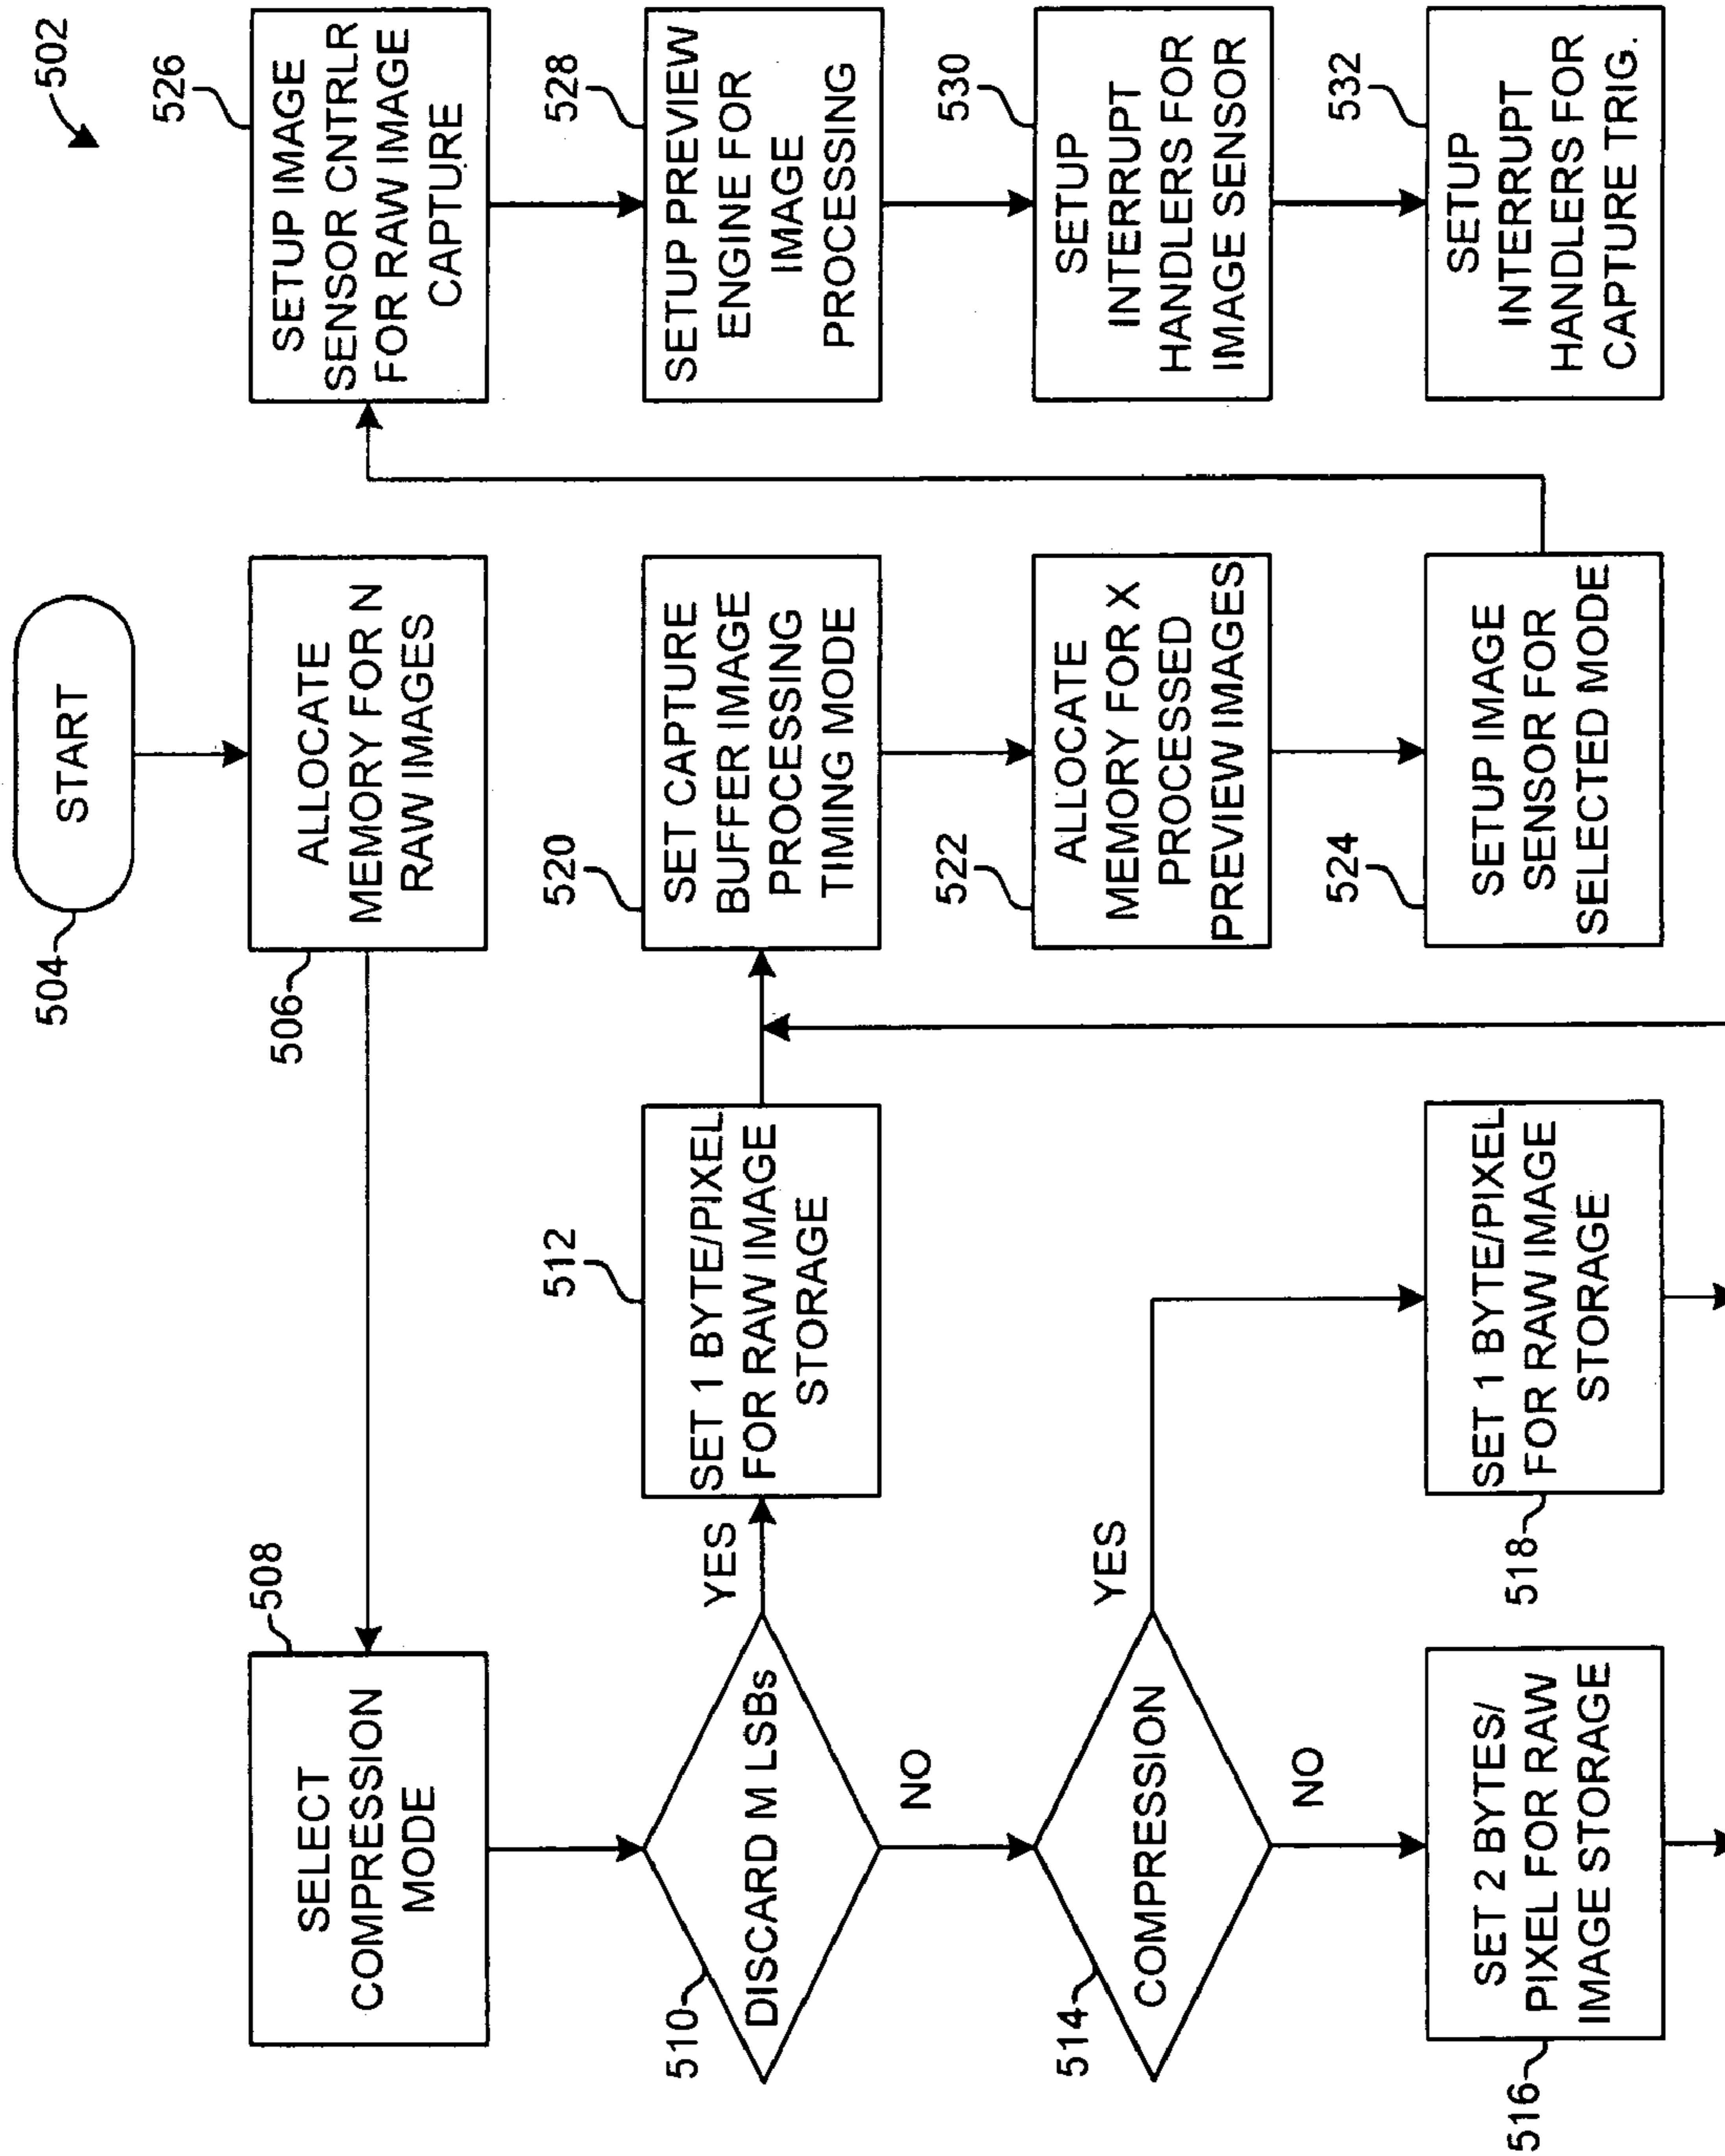 502
START
504
ALLOCATE
MEMORY FOR N
RAW IMAGES
506
SELECT
COMPRESSION
MODE
508
DISCARD M LSBs
510
YES
NO
SET 1 BYTE/PIXEL
FOR RAW IMAGE
STORAGE
512
COMPRESSION
514
YES
NO
SET 2 BYTES/
PIXEL FOR RAW
IMAGE STORAGE
516
SET 1 BYTE/PIXEL
FOR RAW IMAGE
STORAGE
518
SET CAPTURE
BUFFER IMAGE
PROCESSING
TIMING MODE
520
ALLOCATE
MEMORY FOR X
PROCESSED
PREVIEW IMAGES
522
SETUP IMAGE
SENSOR FOR
SELECTED MODE
524
SETUP IMAGE
SENSOR CNTRLR
FOR RAW IMAGE
CAPTURE
526
SETUP PREVIEW
ENGINE FOR
IMAGE
PROCESSING
528
SETUP
INTERRUPT
HANDLERS FOR
IMAGE SENSOR
530
SETUP
INTERRUPT
HANDLERS FOR
CAPTURE TRIG.
532